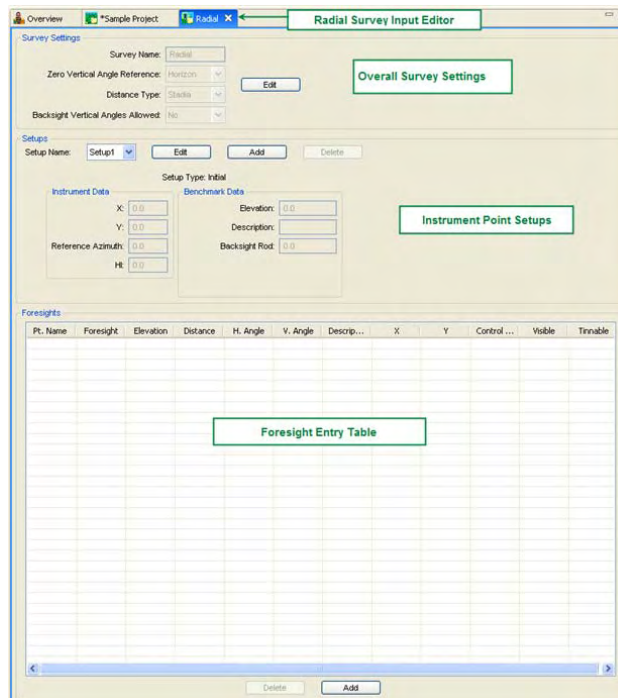 Overview *Sample Project Radial Radial Survey Input Editor
Survey Settings
Survey Name: Radial
Zero Vertical Angle Reference: Horizon
Edit
Overall Survey Settings
Distance Type: Stadia
Backsight Vertical Angles Allowed: No
Setups
Setup Name: Setup1 Edit Add Delete
Setup Type: Initial
Instrument Data Benchmark Data
X: 0.0 Elevation: 0.0
Y: 0.0 Description:
Instrument Point Setups
Reference Azimuth: 0.0 Backsight Rod: 0.0
HI: 0.0
Foresights
Pt. Name Foresight Elevation Distance H. Angle V. Angle Descrip... X Y Control ... Visible Tinnable
Foresight Entry Table
Delete Add